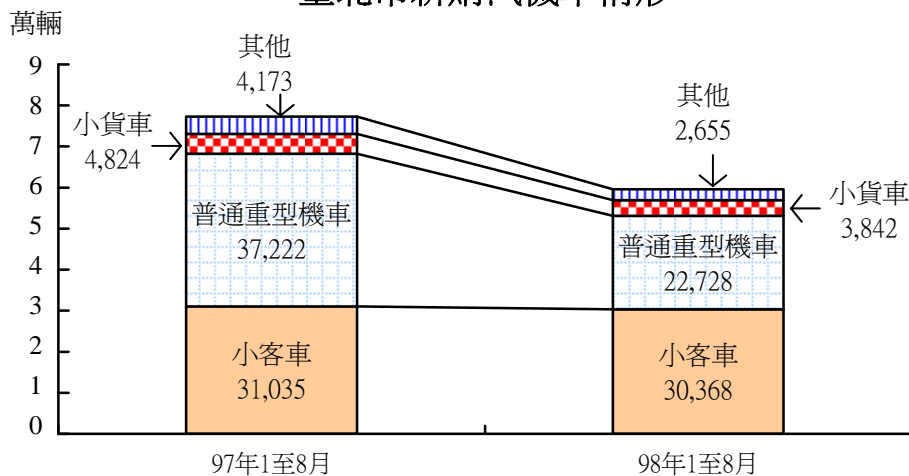 萬輛
9
8
7
6
5
4
3
2
1
0
其他
4,173
小貨車
4,824
普通重型機車
37,222
小客車
31,035
其他
2,655
小貨車
3,842
普通重型機車
22,728
小客車
30,368
97年1至8月
98年1至8月